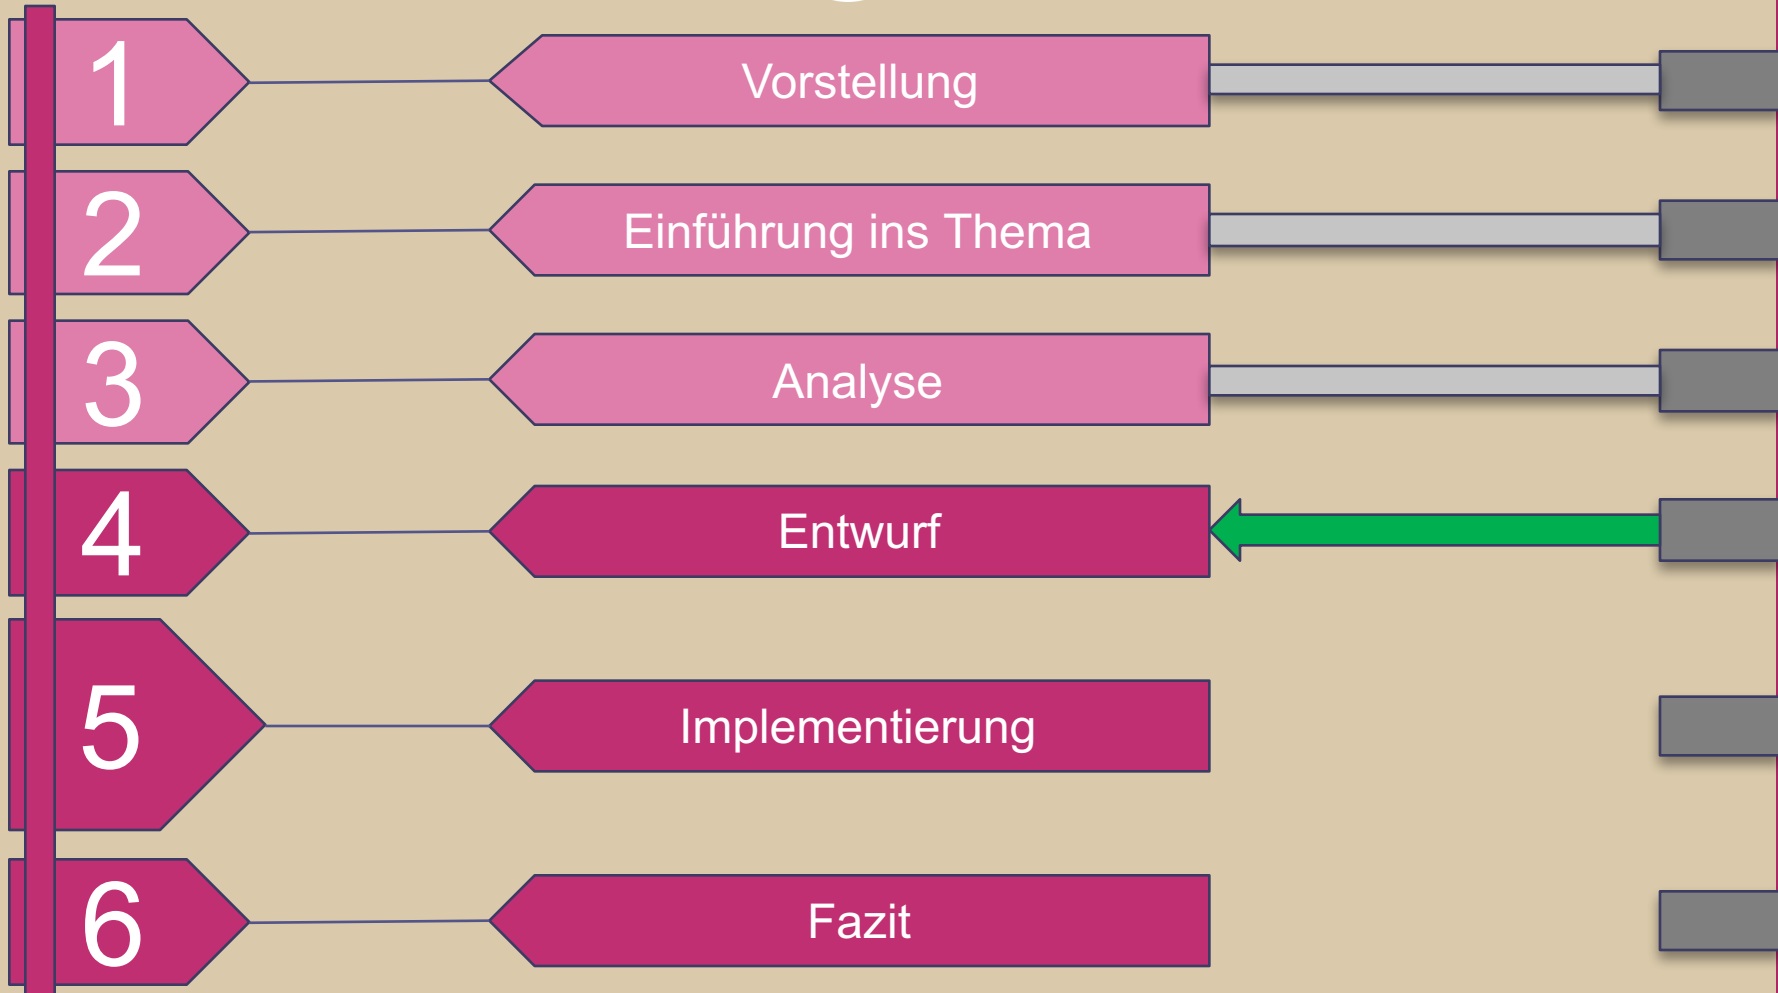 1
Vorstellung
2
Einführung ins Thema
3
Analyse
4
Entwurf
5
Implementierung
6
Fazit